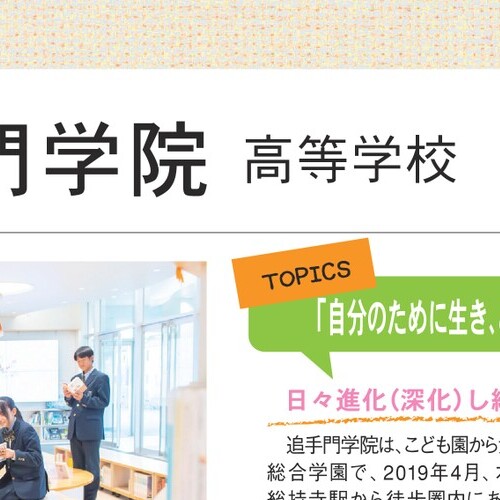 門学院 高等学校
TOPICS
「自分のために生き、
日々進化(深化)し
追手門学院は、こども園から
総合学園で、2019年4月、
総持寺駅から徒歩圏内に